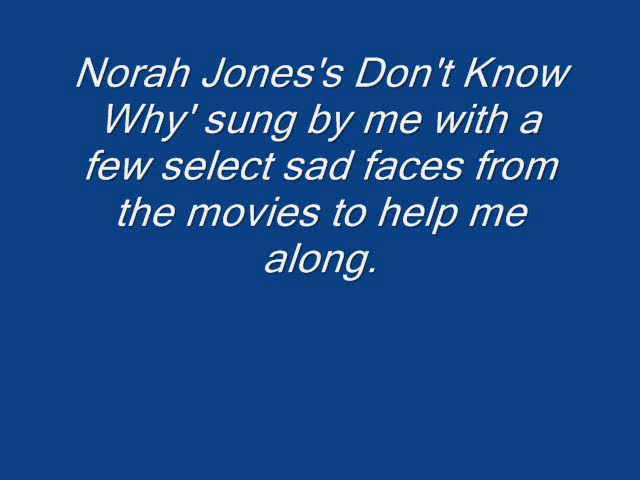 Norah Jones's Don't Know
Why' sung by me with a
few select sad faces from
the movies to help me
along.